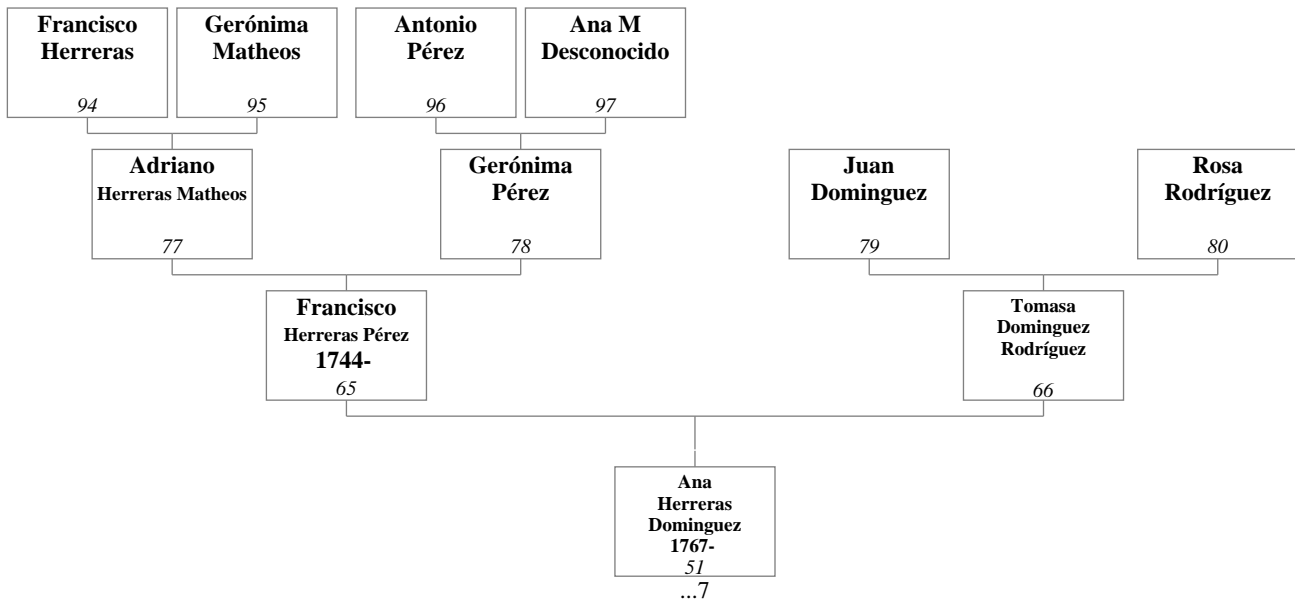 Francisco
Herreras
94
Gerónima
Matheos
95
Antonio
Pérez
96
Ana M
Desconocido
97
Adriano
Herreras Matheos
77
Gerónima
Pérez
78
Juan
Dominguez
79
Rosa
Rodríguez
80
Francisco
Herreras Pérez
1744-
65
Tomasa
Dominguez
Rodríguez
66
Ana
Herreras
Dominguez
1767-
51
...7